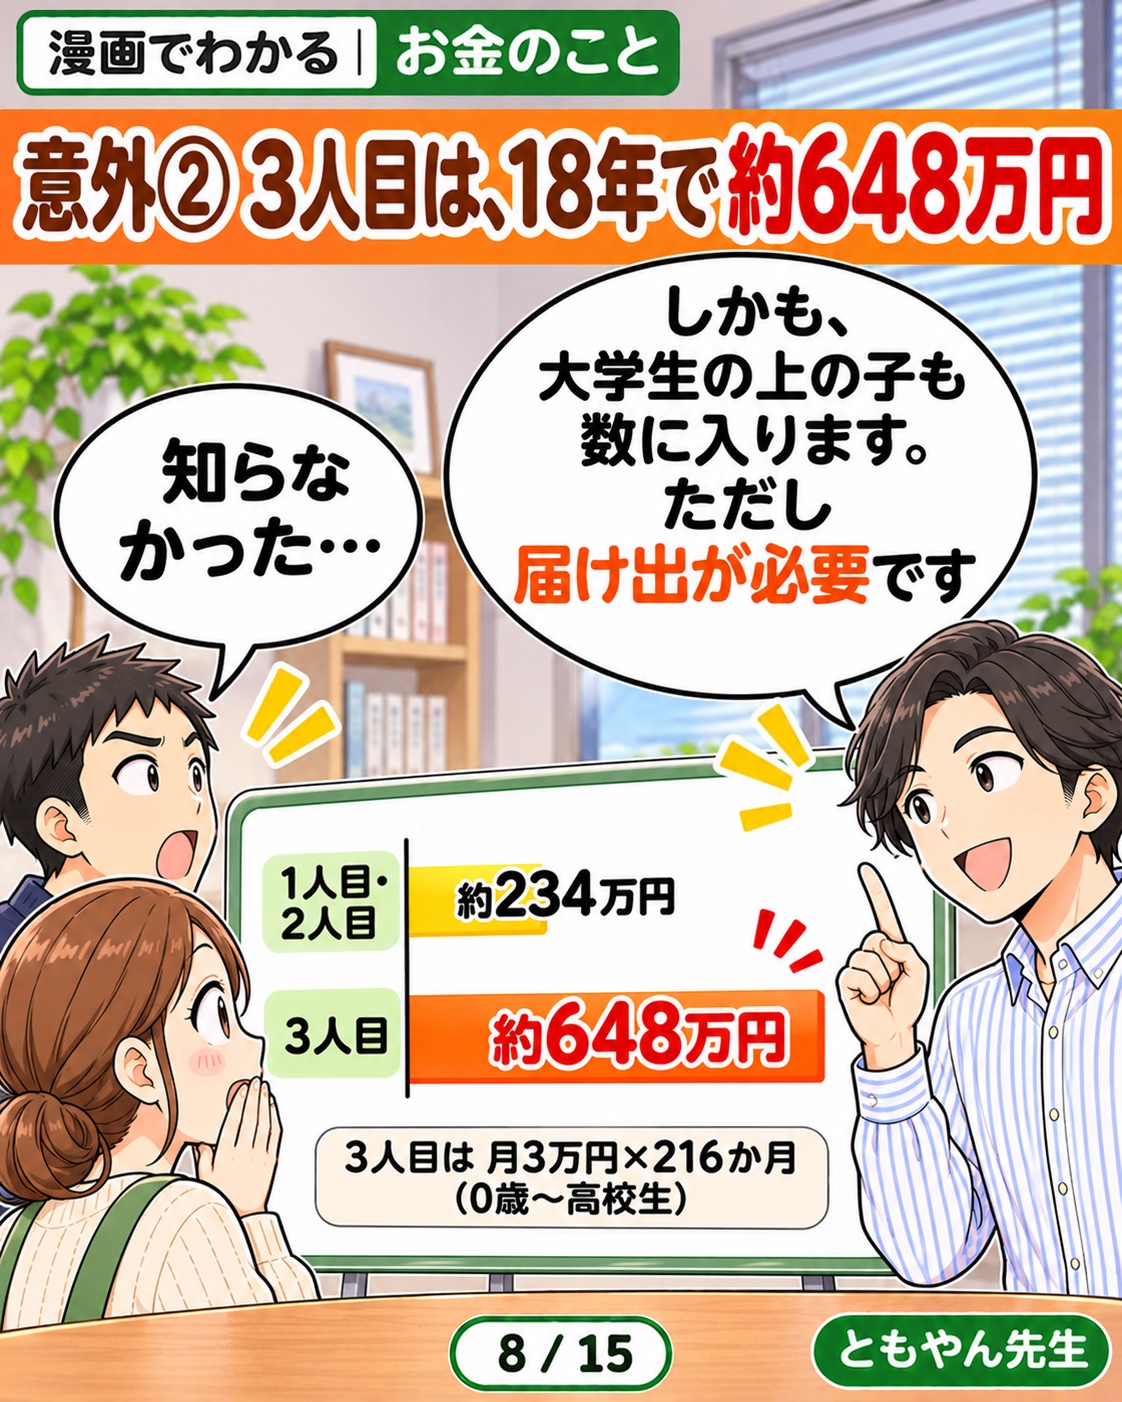 漫画でわかる｜お金のこと
意外② 3人目は、18年で約648万円
しかも、
大学生の上の子も
数に入ります。
ただし
届け出が必要です
知らな
かった…
1人目・
2人目
約234万円
3人目
約648万円
3人目は 月3万円×216か月
（0歳～高校生）
8 / 15
ともやん先生